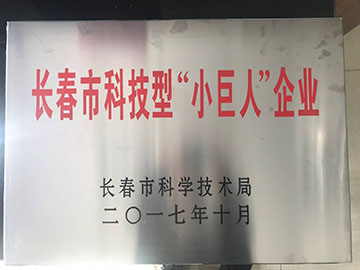 长春市科技型“小巨人”企业
长春市科学技术局
二〇一七年十月